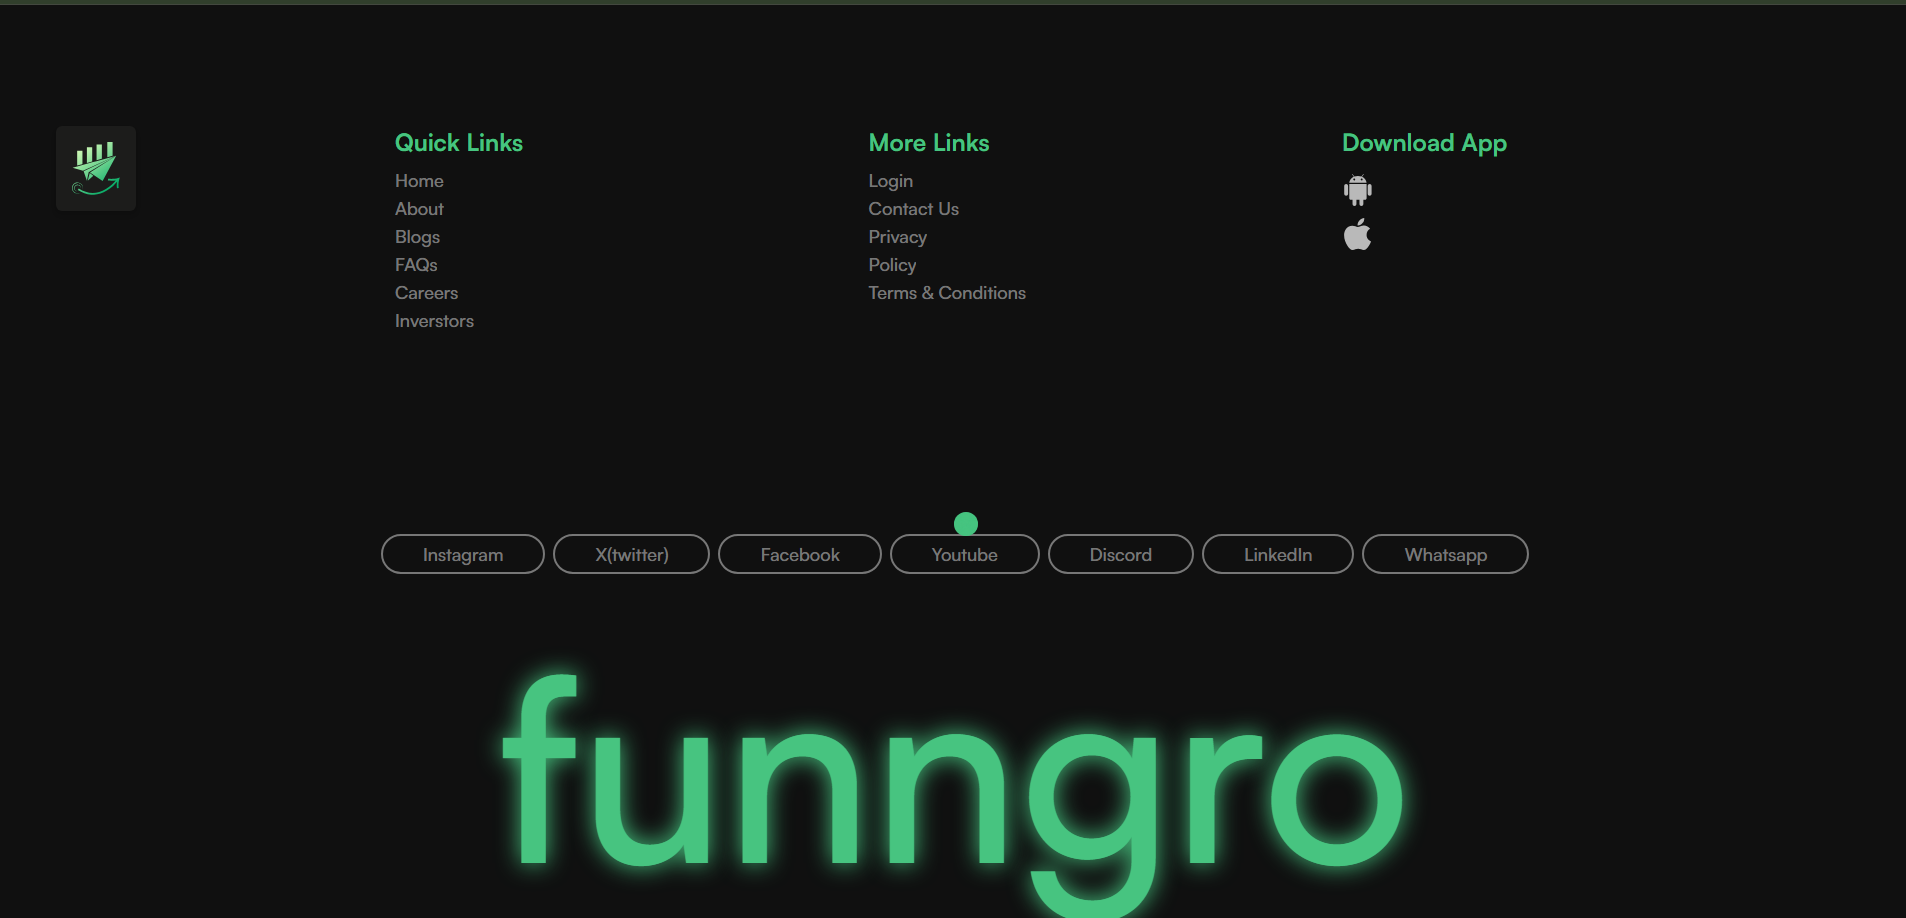 Quick Links
Home
About
Blogs
FAQs
Careers
Inverstors
More Links
Login
Contact Us
Privacy
Policy
Terms & Conditions
Download App
Instagram
X(twitter)
Facebook
Youtube
Discord
LinkedIn
Whatsapp
funngro